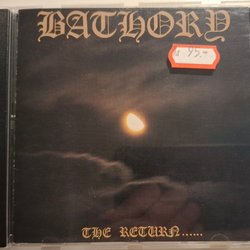 BATHORY
THE RETURN......